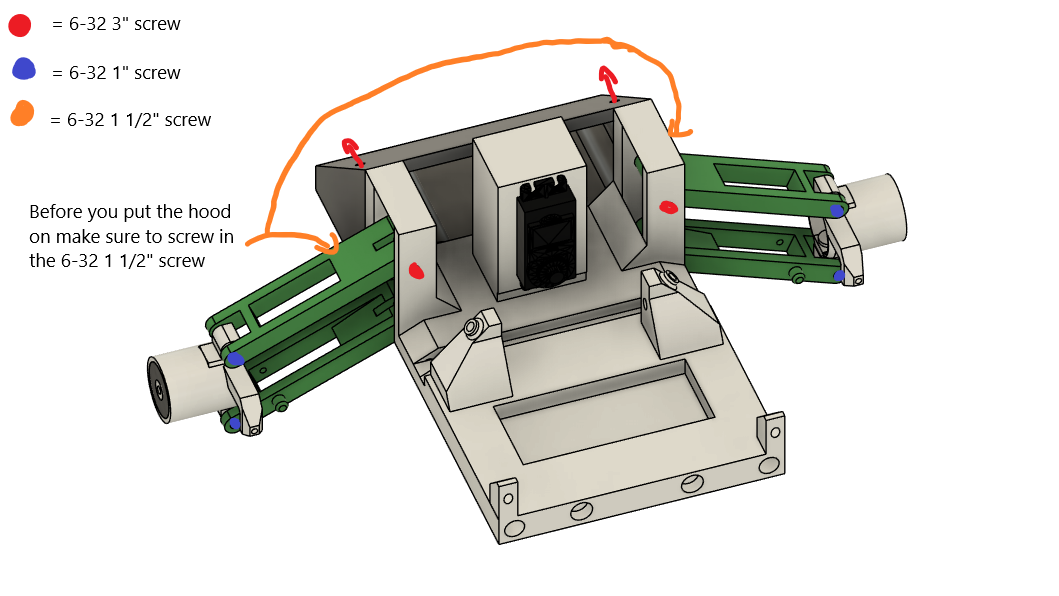 = 6-32 3" screw
= 6-32 1" screw
= 6-32 1 1/2" screw
Before you put the hood
on make sure to screw in
the 6-32 1 1/2" screw